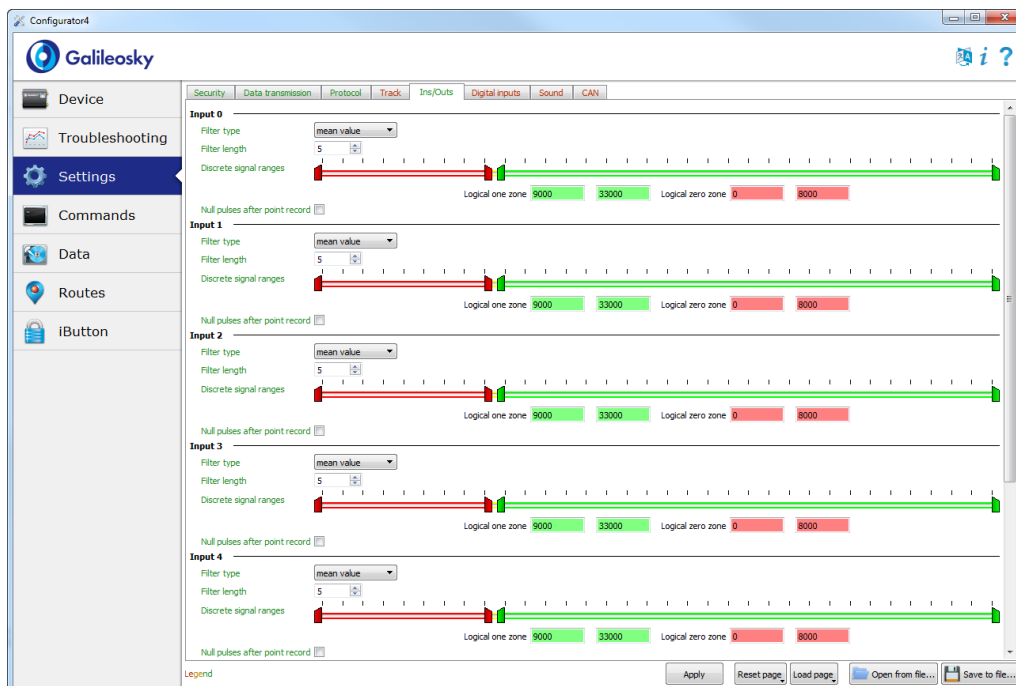 Configurator4
Galileosky
Device
Troubleshooting
Settings
Commands
Data
Routes
iButton
Security Data transmission Protocol Track Ins/Outs Digital inputs Sound CAN
Input 0
Filter type mean value
Filter length 5
Discrete signal ranges
Logical one zone 9000 33000 Logical zero zone 0 8000
Null pulses after point record
Input 1
Filter type mean value
Filter length 5
Discrete signal ranges
Logical one zone 9000 33000 Logical zero zone 0 8000
Null pulses after point record
Input 2
Filter type mean value
Filter length 5
Discrete signal ranges
Logical one zone 9000 33000 Logical zero zone 0 8000
Null pulses after point record
Input 3
Filter type mean value
Filter length 5
Discrete signal ranges
Logical one zone 9000 33000 Logical zero zone 0 8000
Null pulses after point record
Input 4
Filter type mean value
Filter length 5
Discrete signal ranges
Logical one zone 9000 33000 Logical zero zone 0 8000
Null pulses after point record
Legend Apply Reset page Load page Open from file... Save to file...